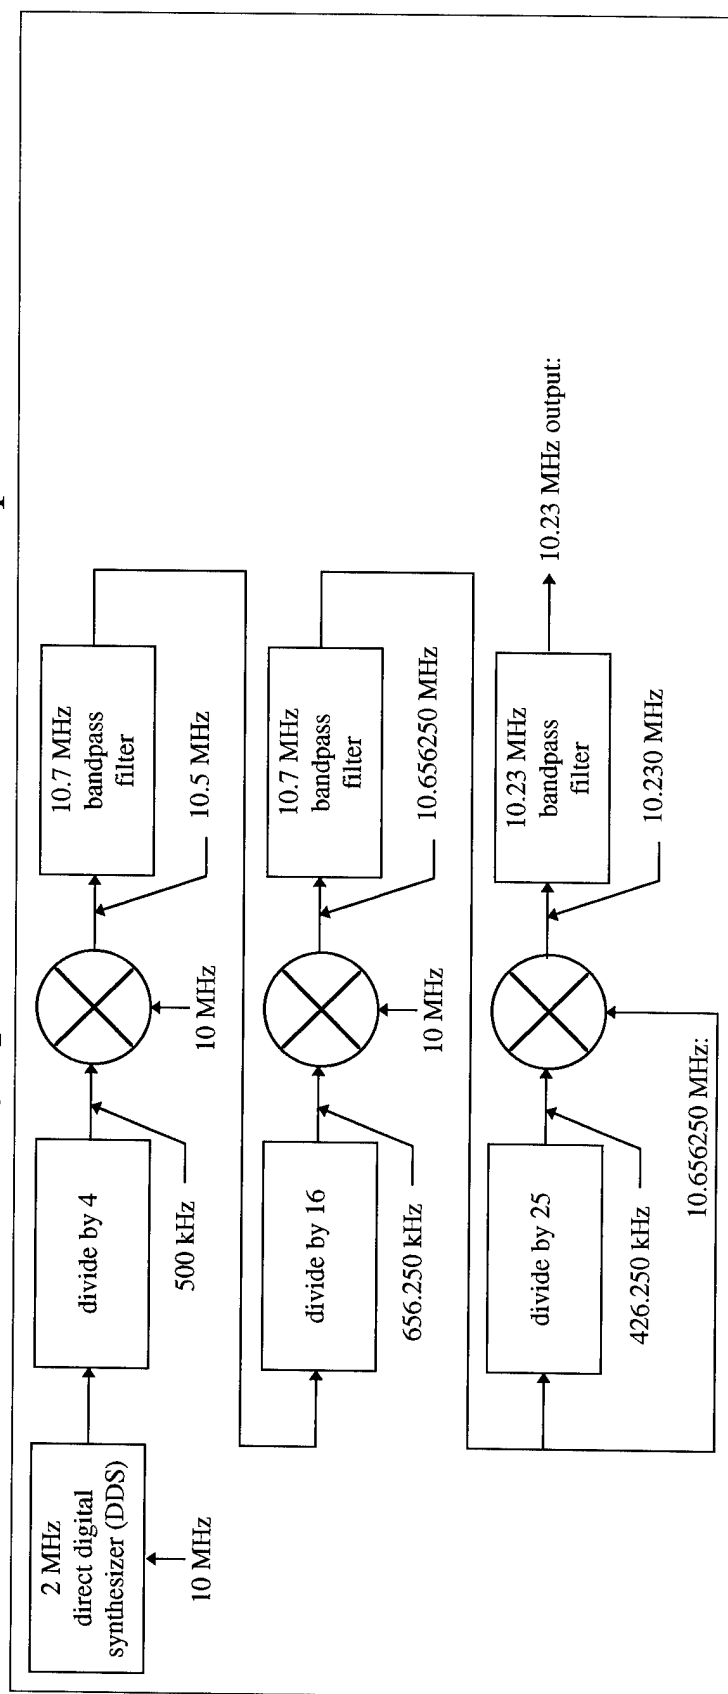 2 MHz
direct digital
synthesizer (DDS)
10 MHz
divide by 4
500 kHz
10 MHz
10.5 MHz
10.7 MHz
bandpass
filter
divide by 16
656.250 kHz
10 MHz
10.656250 MHz
10.7 MHz
bandpass
filter
divide by 25
426.250 kHz
10.656250 MHz:
10.230 MHz
10.23 MHz
bandpass
filter
10.23 MHz output: